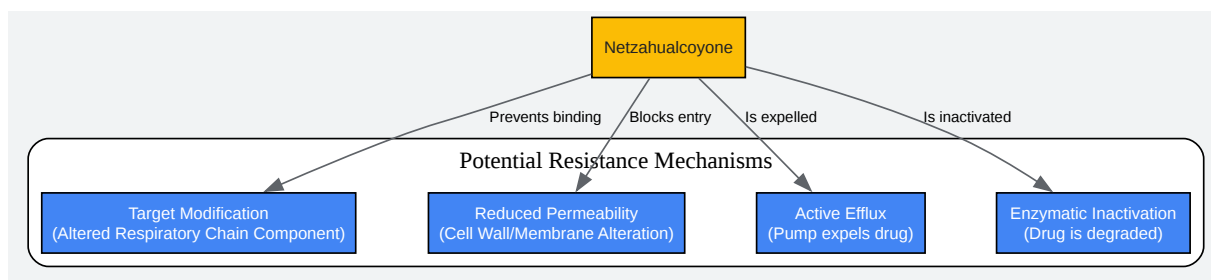 Netzahualcoyone
Prevents binding
Blocks entry
Is expelled
Is inactivated
Potential Resistance Mechanisms
Target Modification
(Altered Respiratory Chain Component)
Reduced Permeability
(Cell Wall/Membrane Alteration)
Active Efflux
(Pump expels drug)
Enzymatic Inactivation
(Drug is degraded)